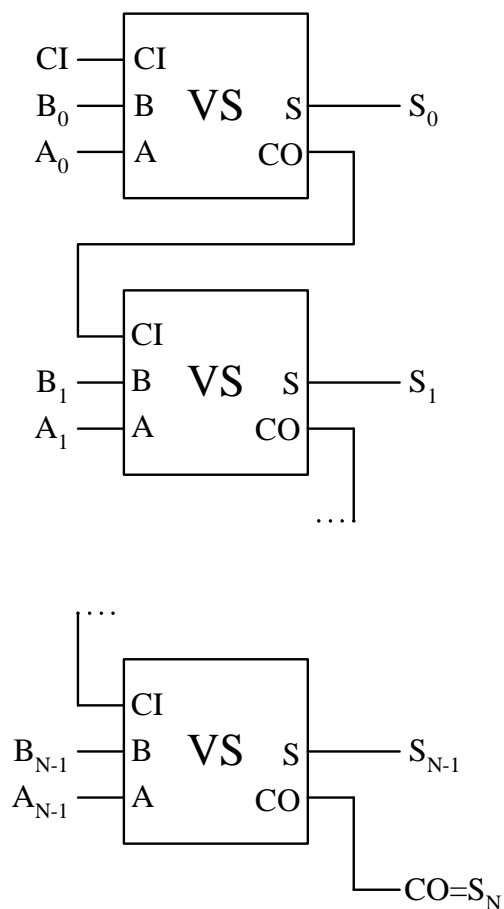 CI CI
B0 B VS S S0
A0 A CO
CI
B1 B VS S S1
A1 A CO
....
....
CI
BN-1 B VS S SN-1
AN-1 A CO
CO=SN